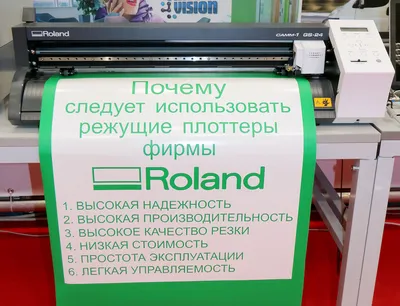 vision
Roland
CAMM-1 GS-24
Почему
следует использовать
режущие плоттеры
фирмы
Roland
1. ВЫСОКАЯ НАДЕЖНОСТЬ
2. ВЫСОКАЯ ПРОИЗВОДИТЕЛЬНОСТЬ
3. ВЫСОКОЕ КАЧЕСТВО РЕЗКИ
4. НИЗКАЯ СТОИМОСТЬ
5. ПРОСТОТА ЭКСПЛУАТАЦИИ
6. ЛЕГКАЯ УПРАВЛЯЕМОСТЬ